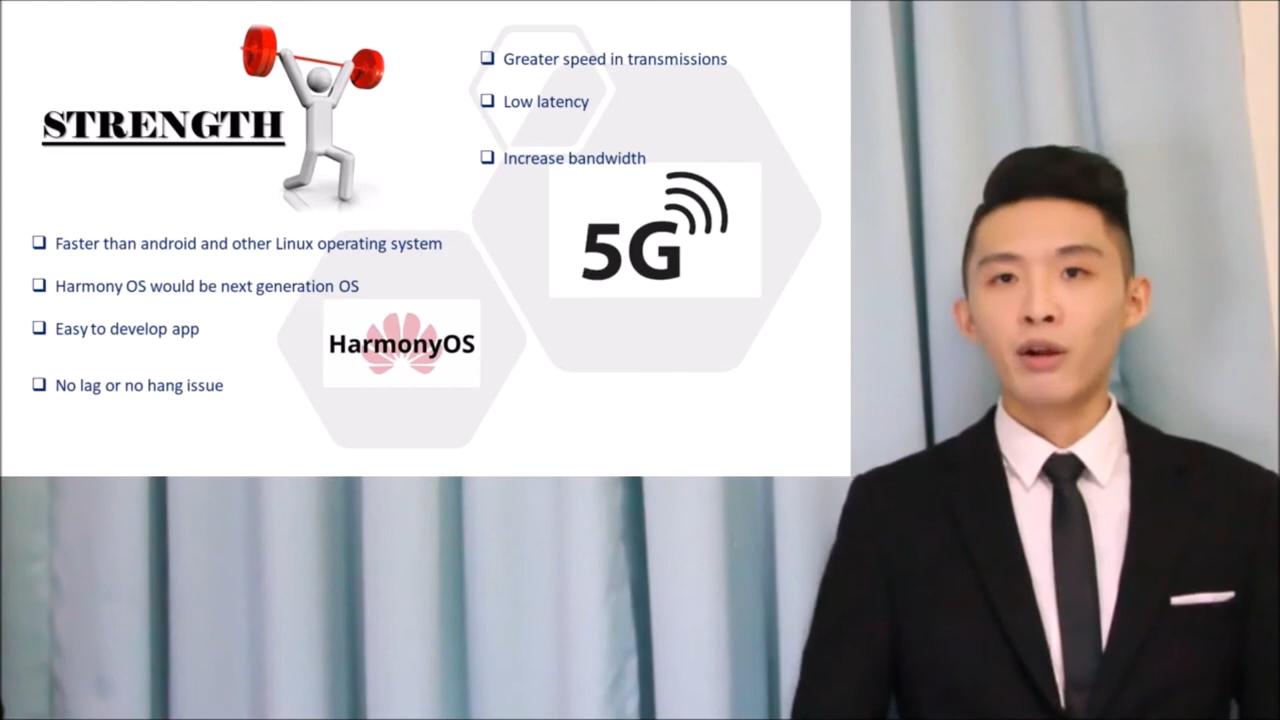 STRENGTH
Greater speed in transmissions
Low latency
Increase bandwidth
5G
Faster than android and other Linux operating system
Harmony OS would be next generation OS
Easy to develop app
No lag or no hang issue
HarmonyOS